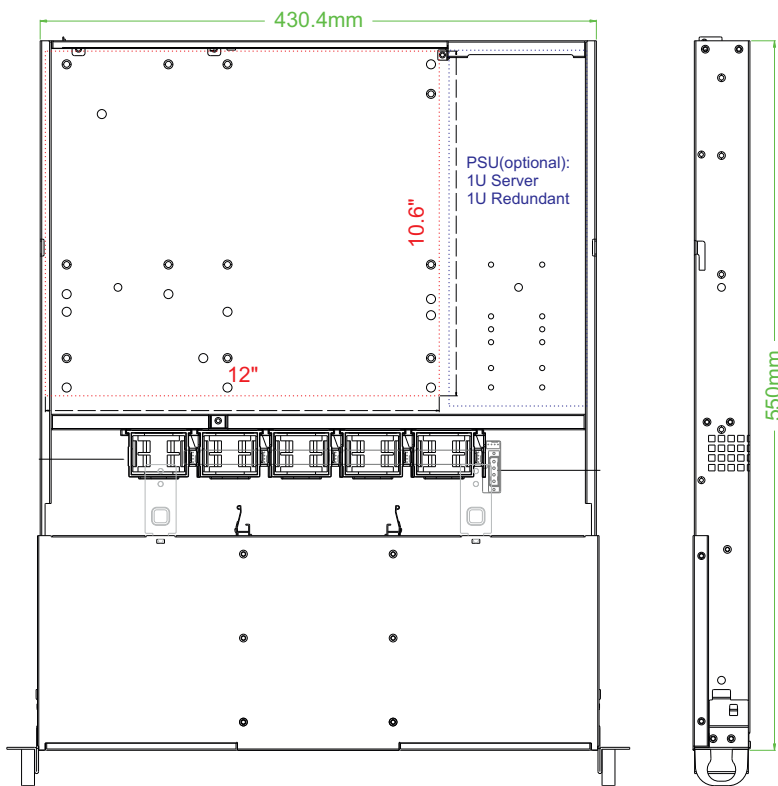 430.4mm
PSU(optional):
1U Server
1U Redundant
10.6"
12"
550mm